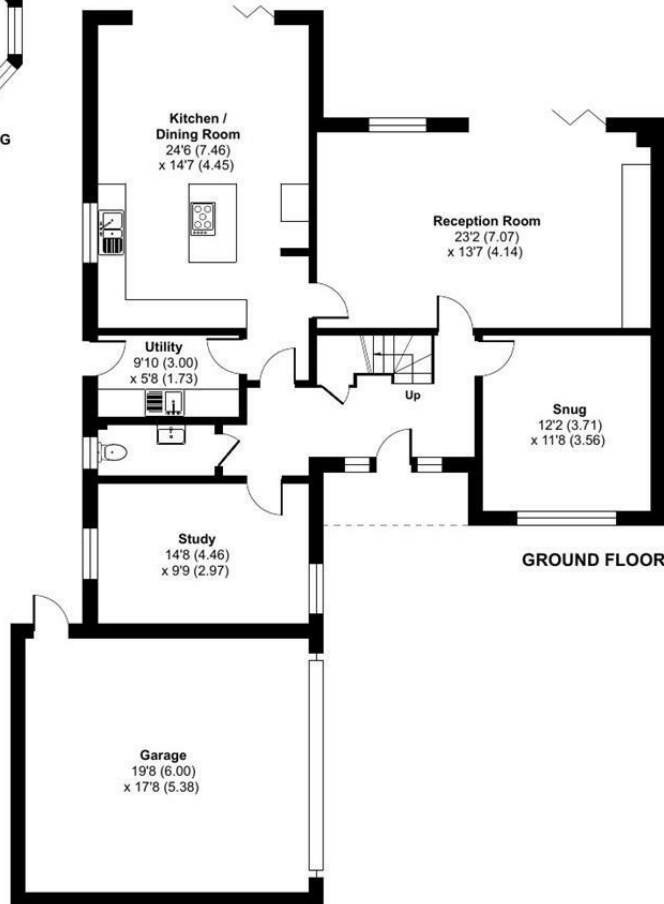 G
Kitchen /
Dining Room
24'6 (7.46)
x 14'7 (4.45)
Reception Room
23'2 (7.07)
x 13'7 (4.14)
Utility
9'10 (3.00)
x 5'8 (1.73)
Up
Snug
12'2 (3.71)
x 11'8 (3.56)
Study
14'8 (4.46)
x 9'9 (2.97)
GROUND FLOOR
Garage
19'8 (6.00)
x 17'8 (5.38)